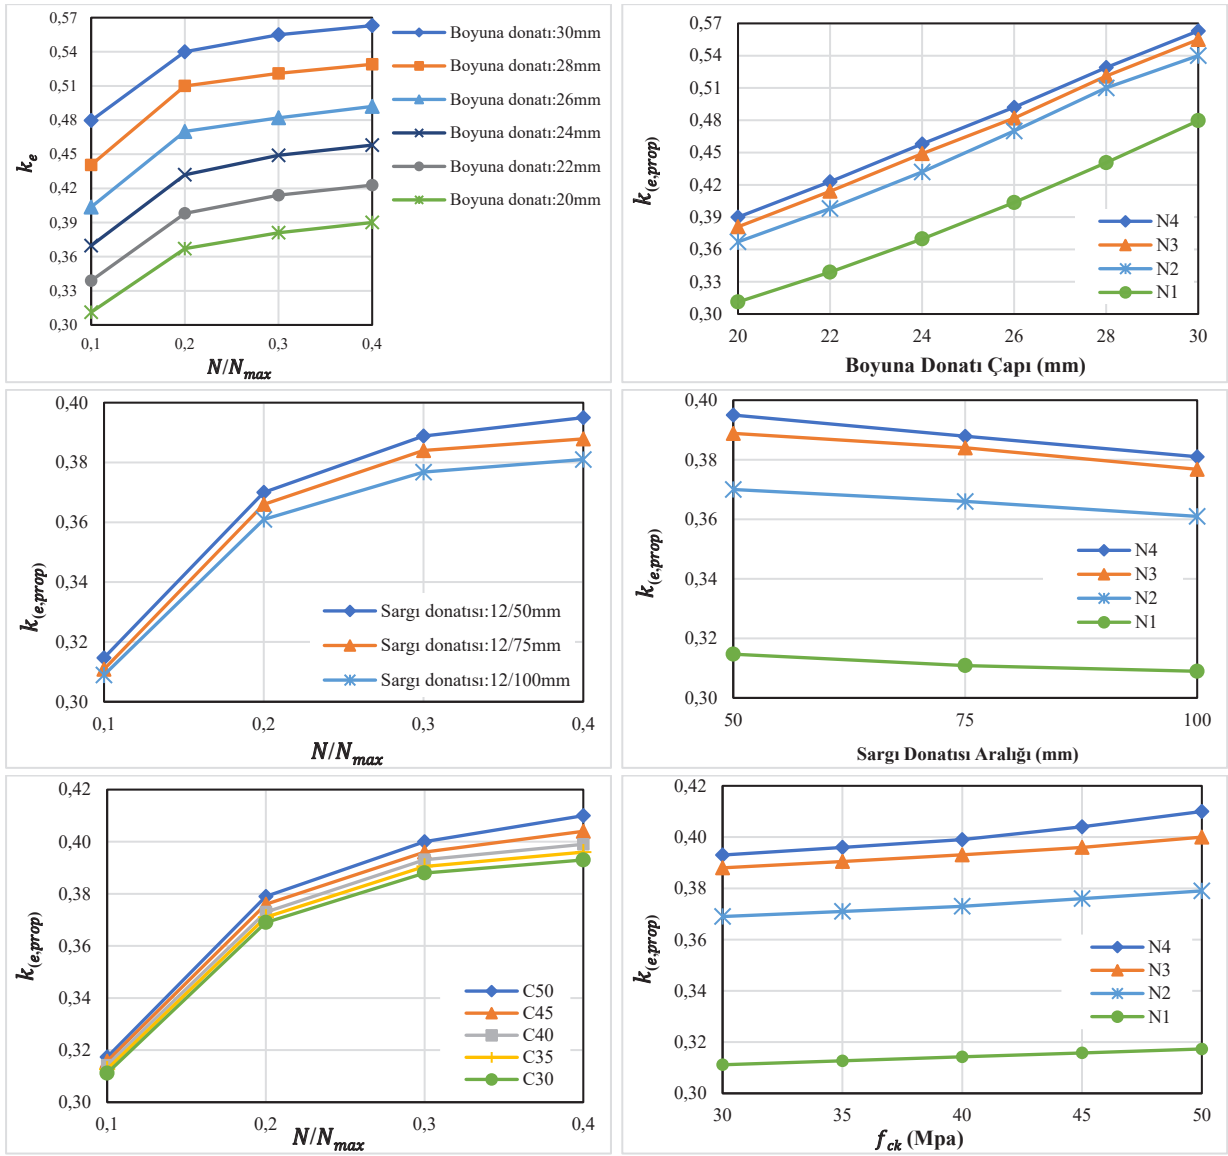 0,57
0,54
0,51
0,48
0,45
0,42
0,39
0,36
0,33
0,30
k_e
0,1 0,2 0,3 0,4
N/N_max
Boyuna donatı:30mm
Boyuna donatı:28mm
Boyuna donatı:26mm
Boyuna donatı:24mm
Boyuna donatı:22mm
Boyuna donatı:20mm
0,57
0,54
0,51
0,48
0,45
0,42
0,39
0,36
0,33
0,30
k_(e,prop)
N4
N3
N2
N1
20 22 24 26 28 30
Boyuna Donatı Çapı (mm)
0,40
0,38
0,36
0,34
0,32
0,30
k_(e,prop)
Sargı donatısı:12/50mm
Sargı donatısı:12/75mm
Sargı donatısı:12/100mm
0,1 0,2 0,3 0,4
N/N_max
0,40
0,38
0,36
0,34
0,32
0,30
k_(e,prop)
N4
N3
N2
N1
50 75 100
Sargı Donatısı Aralığı (mm)
0,42
0,40
0,38
0,36
0,34
0,32
0,30
k_(e,prop)
C50
C45
C40
C35
C30
0,1 0,2 0,3 0,4
N/N_max
0,42
0,40
0,38
0,36
0,34
0,32
0,30
k_(e,prop)
N4
N3
N2
N1
30 35 40 45 50
f_ck (Mpa)